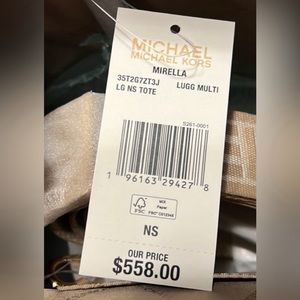 MICHAEL
MICHAEL KORS
MIRELLA
35T2G7ZT3J LUGG MULTI
LG NS TOTE
S261-0001
1 96163 29427 8
FSC
MIX
Paper
NS
OUR PRICE
$558.00